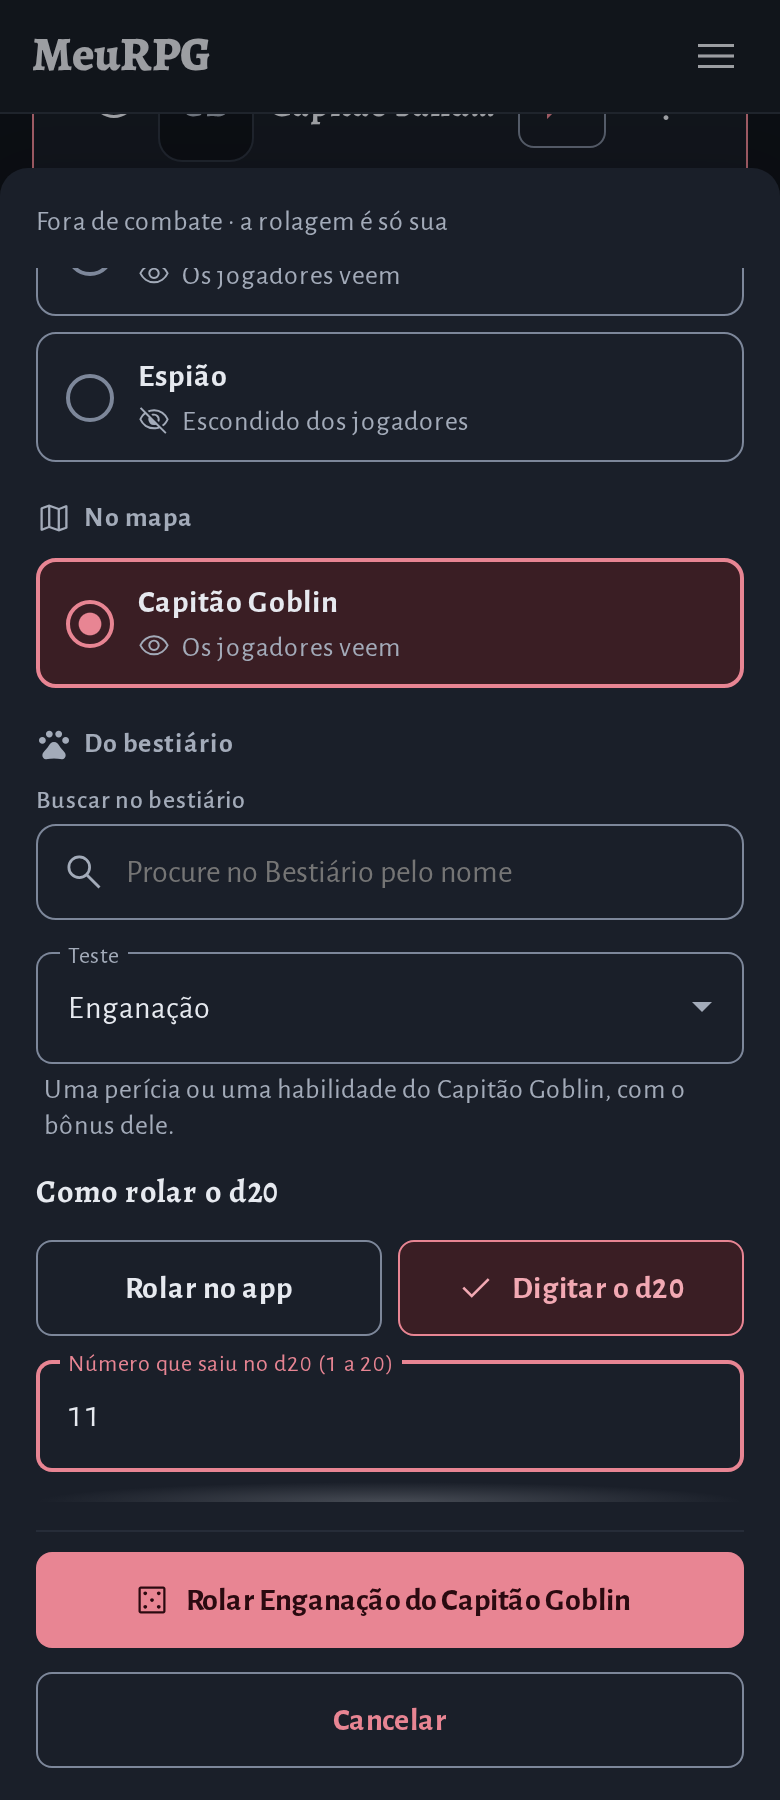 MeuRPG
Fora de combate · a rolagem é só sua
Os jogadores veem
Espião
Escondido dos jogadores
No mapa
Capitão Goblin
Os jogadores veem
Do bestiário
Buscar no bestiário
Procure no Bestiário pelo nome
Teste
Enganação
Uma perícia ou uma habilidade do Capitão Goblin, com o
bônus dele.
Como rolar o d20
Rolar no app
Digitar o d20
Número que saiu no d20 (1 a 20)
11
Rolar Enganação do Capitão Goblin
Cancelar